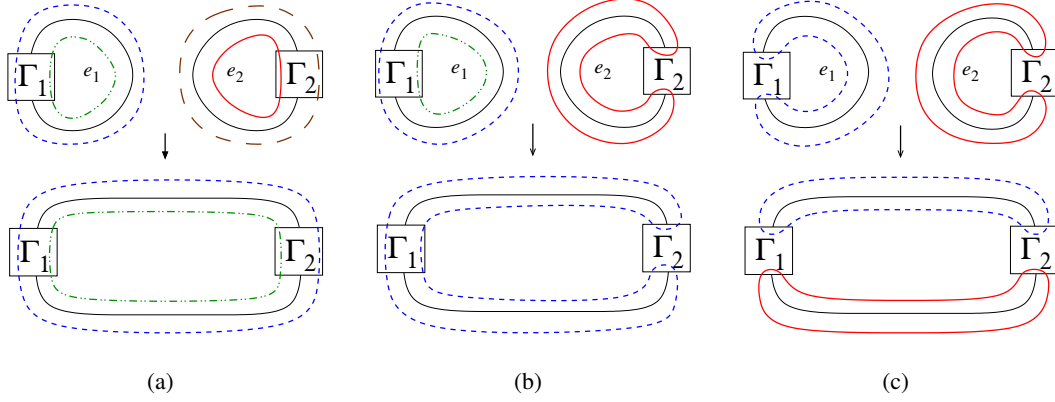 Γ₁ e₁ e₂ Γ₂ Γ₁ e₁ e₂ Γ₂ Γ₁ e₁ e₂ Γ₂
Γ₁ Γ₂ Γ₁ Γ₂ Γ₁ Γ₂
(a) (b) (c)